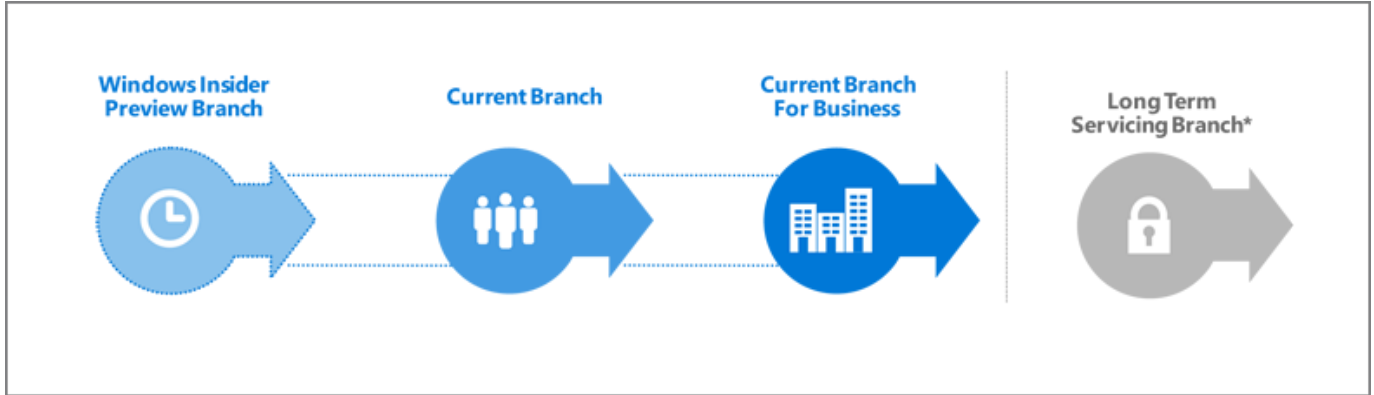 Windows Insider
Preview Branch
Current Branch
Current Branch
For Business
Long Term
Servicing Branch*